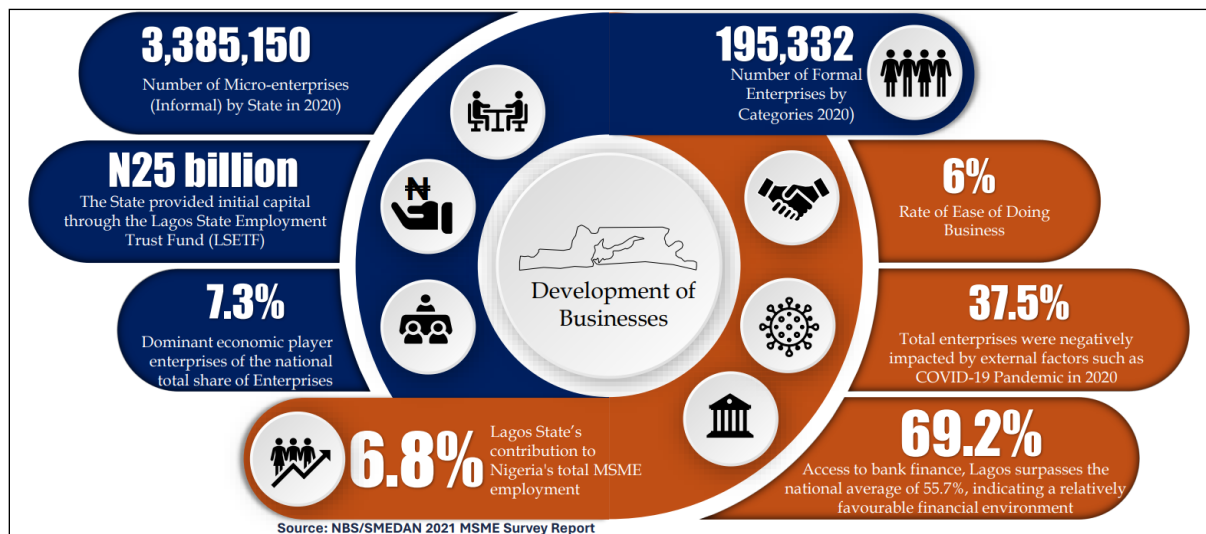 3,385,150
Number of Micro-enterprises
(Informal) by State in 2020)
195,332
Number of Formal
Enterprises by
Categories 2020)
N25 billion
The State provided initial capital
through the Lagos State Employment
Trust Fund (LSETF)
₦
6%
Rate of Ease of Doing
Business
Development of
Businesses
7.3%
Dominant economic player
enterprises of the national
total share of Enterprises
37.5%
Total enterprises were negatively
impacted by external factors such as
COVID-19 Pandemic in 2020
6.8%
Lagos State’s
contribution to
Nigeria's total MSME
employment
69.2%
Access to bank finance, Lagos surpasses the
national average of 55.7%, indicating a relatively
favourable financial environment
Source: NBS/SMEDAN 2021 MSME Survey Report